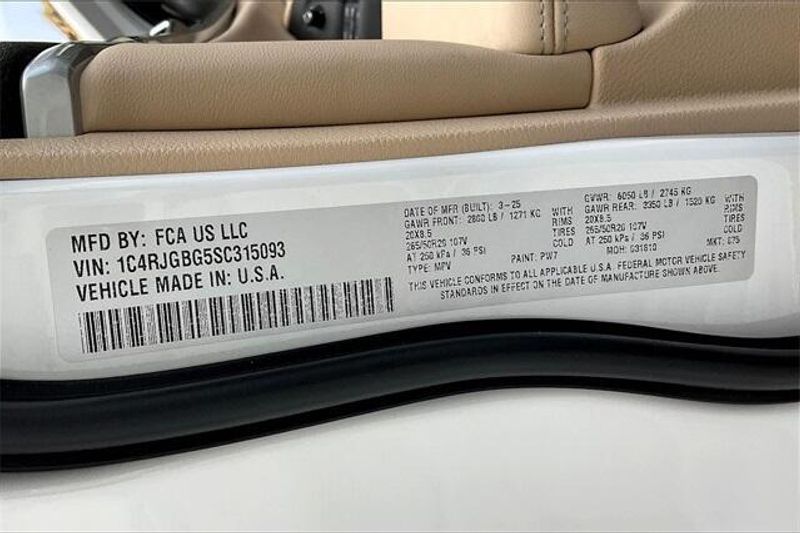 MFD BY: FCA US LLC
VIN: 1C4RJGBG5SC315093
VEHICLE MADE IN: U.S.A.
DATE OF MFR (BUILT): 3-25
GAWR FRONT: 2800 LB / 1271 KG WITH
20X8.5 RIMS
265/50R20 107V TIRES
AT 250 kPa / 36 PSI COLD
TYPE: MPV PAINT: PW7
GVWR: 6050 LB / 2745 KG
GAWR REAR: 3350 LB / 1520 KG WITH
20X8.5 RIMS
265/50R20 107V TIRES
AT 250 kPa / 36 PSI COLD
MDH: 031810 MKT:
THIS VEHICLE CONFORMS TO ALL APPLICABLE U.S.A. FEDERAL MOTOR VEHICLE SAFETY
STANDARDS IN EFFECT ON THE DATE OF MANUFACTURE SHOWN ABOVE.